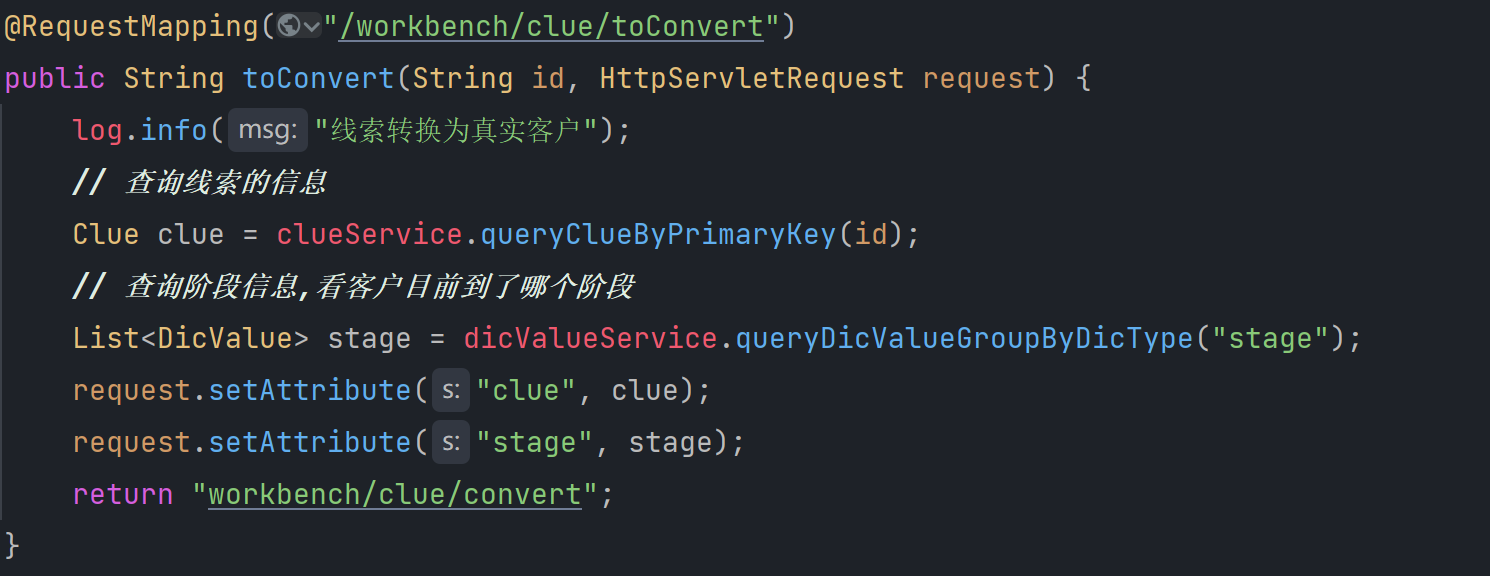 @RequestMapping("/workbench/clue/toConvert")
public String toConvert(String id, HttpServletRequest request) {
    log.info( msg: "线索转换为真实客户");
    // 查询线索的信息
    Clue clue = clueService.queryClueByPrimaryKey(id);
    // 查询阶段信息,看客户目前到了哪个阶段
    List<DicValue> stage = dicValueService.queryDicValueGroupByDicType("stage");
    request.setAttribute( s: "clue", clue);
    request.setAttribute( s: "stage", stage);
    return "workbench/clue/convert";
}